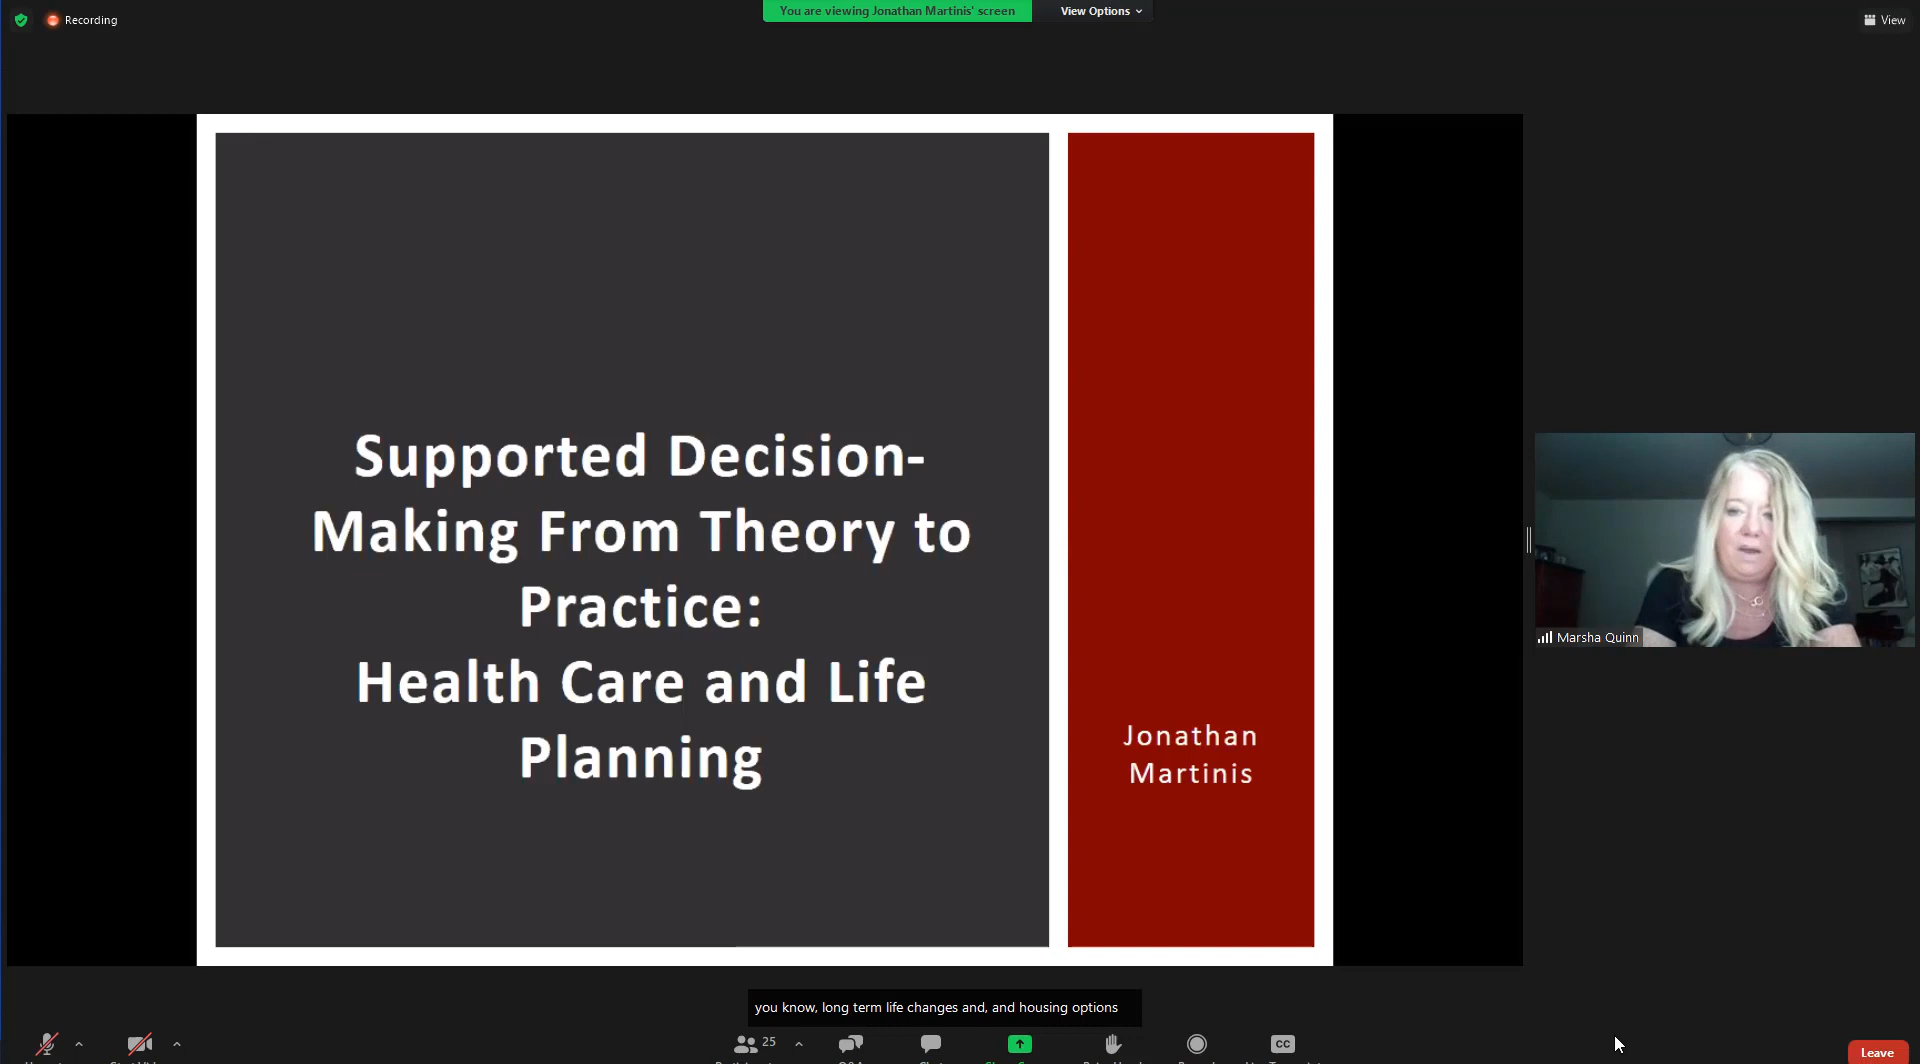 Recording
You are viewing Jonathan Martinis' screen
View Options
View
Supported Decision-
Making From Theory to
Practice:
Health Care and Life
Planning
Jonathan
Martinis
Marsha Quinn
you know, long term life changes and, and housing options
25
CC
Leave